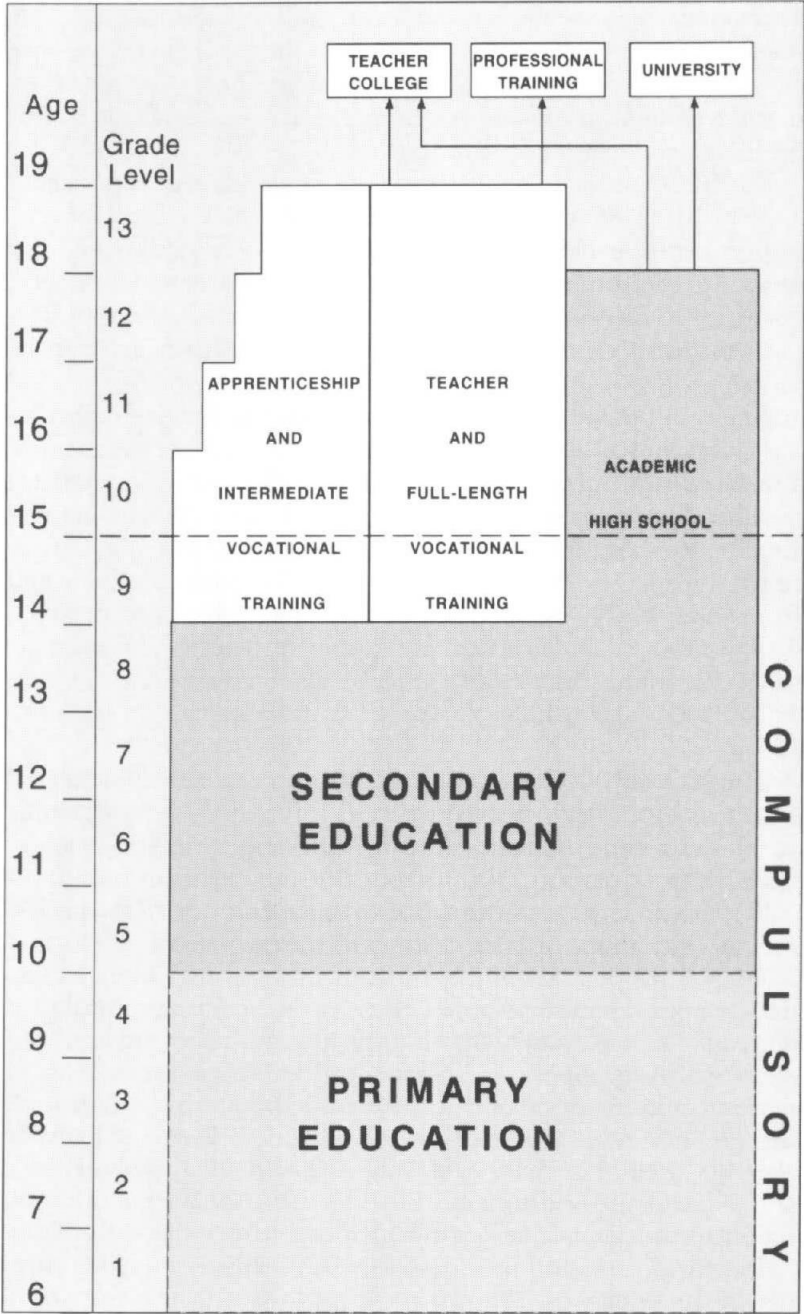 TEACHER
COLLEGE
PROFESSIONAL
TRAINING
UNIVERSITY
Age
Grade
Level
19
13
18
12
17
11
16
10
15
9
14
8
13
7
12
6
11
5
10
4
9
3
8
2
7
1
6
APPRENTICESHIP
AND
INTERMEDIATE
VOCATIONAL
TRAINING
TEACHER
AND
FULL-LENGTH
VOCATIONAL
TRAINING
ACADEMIC
HIGH SCHOOL
SECONDARY
EDUCATION
PRIMARY
EDUCATION
COMPULSORY